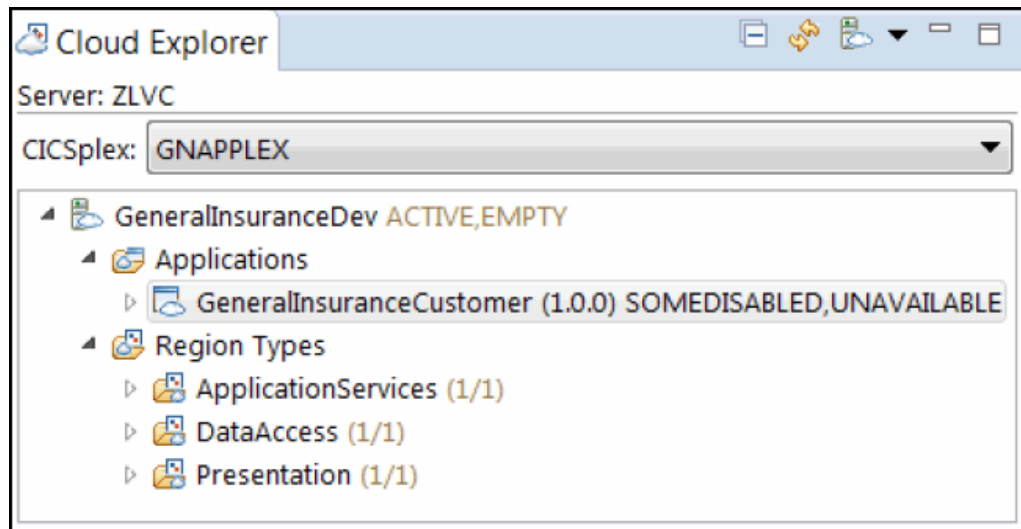 Cloud Explorer
Server: ZLVC
CICSplex: GNAPPLEX
GeneralInsuranceDev ACTIVE,EMPTY
Applications
GeneralInsuranceCustomer (1.0.0) SOMEDISABLED,UNAVAILABLE
Region Types
ApplicationServices (1/1)
DataAccess (1/1)
Presentation (1/1)